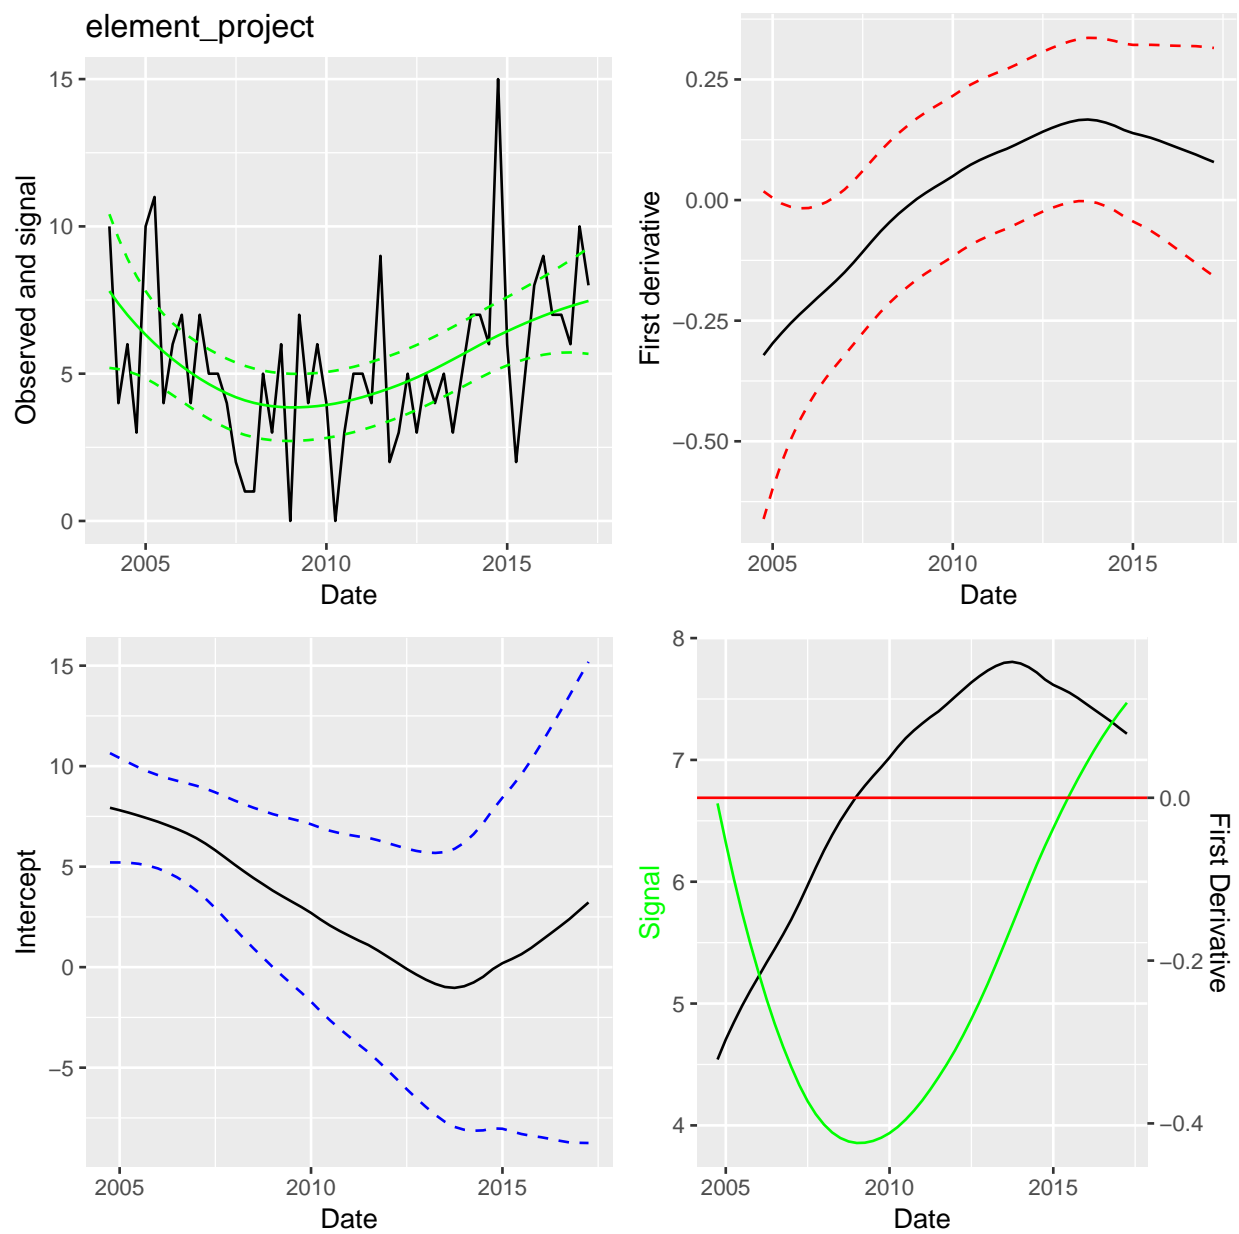 element_project
Observed and signal
15
10
5
0
2005 2010 2015
Date
First derivative
0.25
0.00
−0.25
−0.50
2005 2010 2015
Date
Intercept
15
10
5
0
−5
2005 2010 2015
Date
Signal
8
7
6
5
4
0.0
−0.2
−0.4
First Derivative
2005 2010 2015
Date